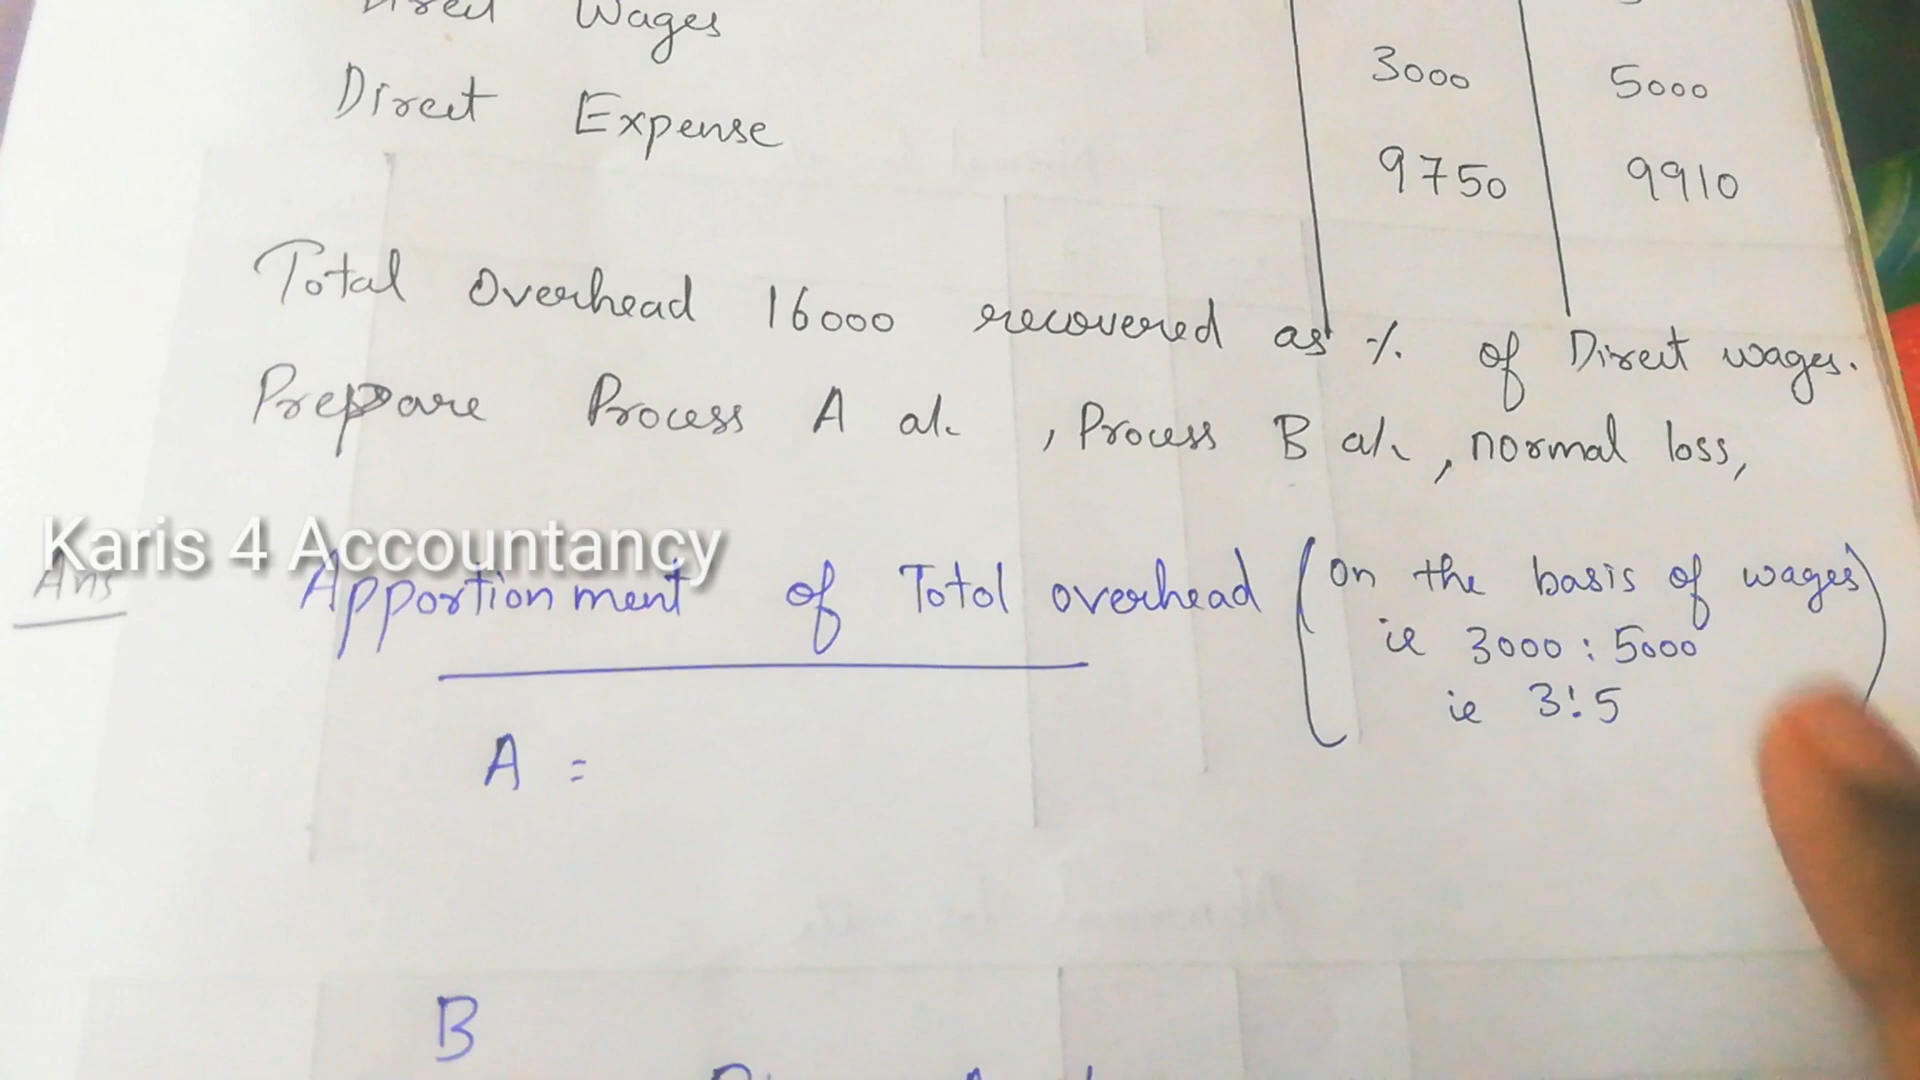 Direct Wages 3000 5000
Direct Expense 9750 9910
Total Overhead 16000 recovered as % of Direct wages.
Prepare Process A a/c , Process B a/c , normal loss,
Karis 4 Accountancy
Ans
Apportionment of Total overhead (On the basis of wages)
ie 3000 : 5000
ie 3:5
A =
B